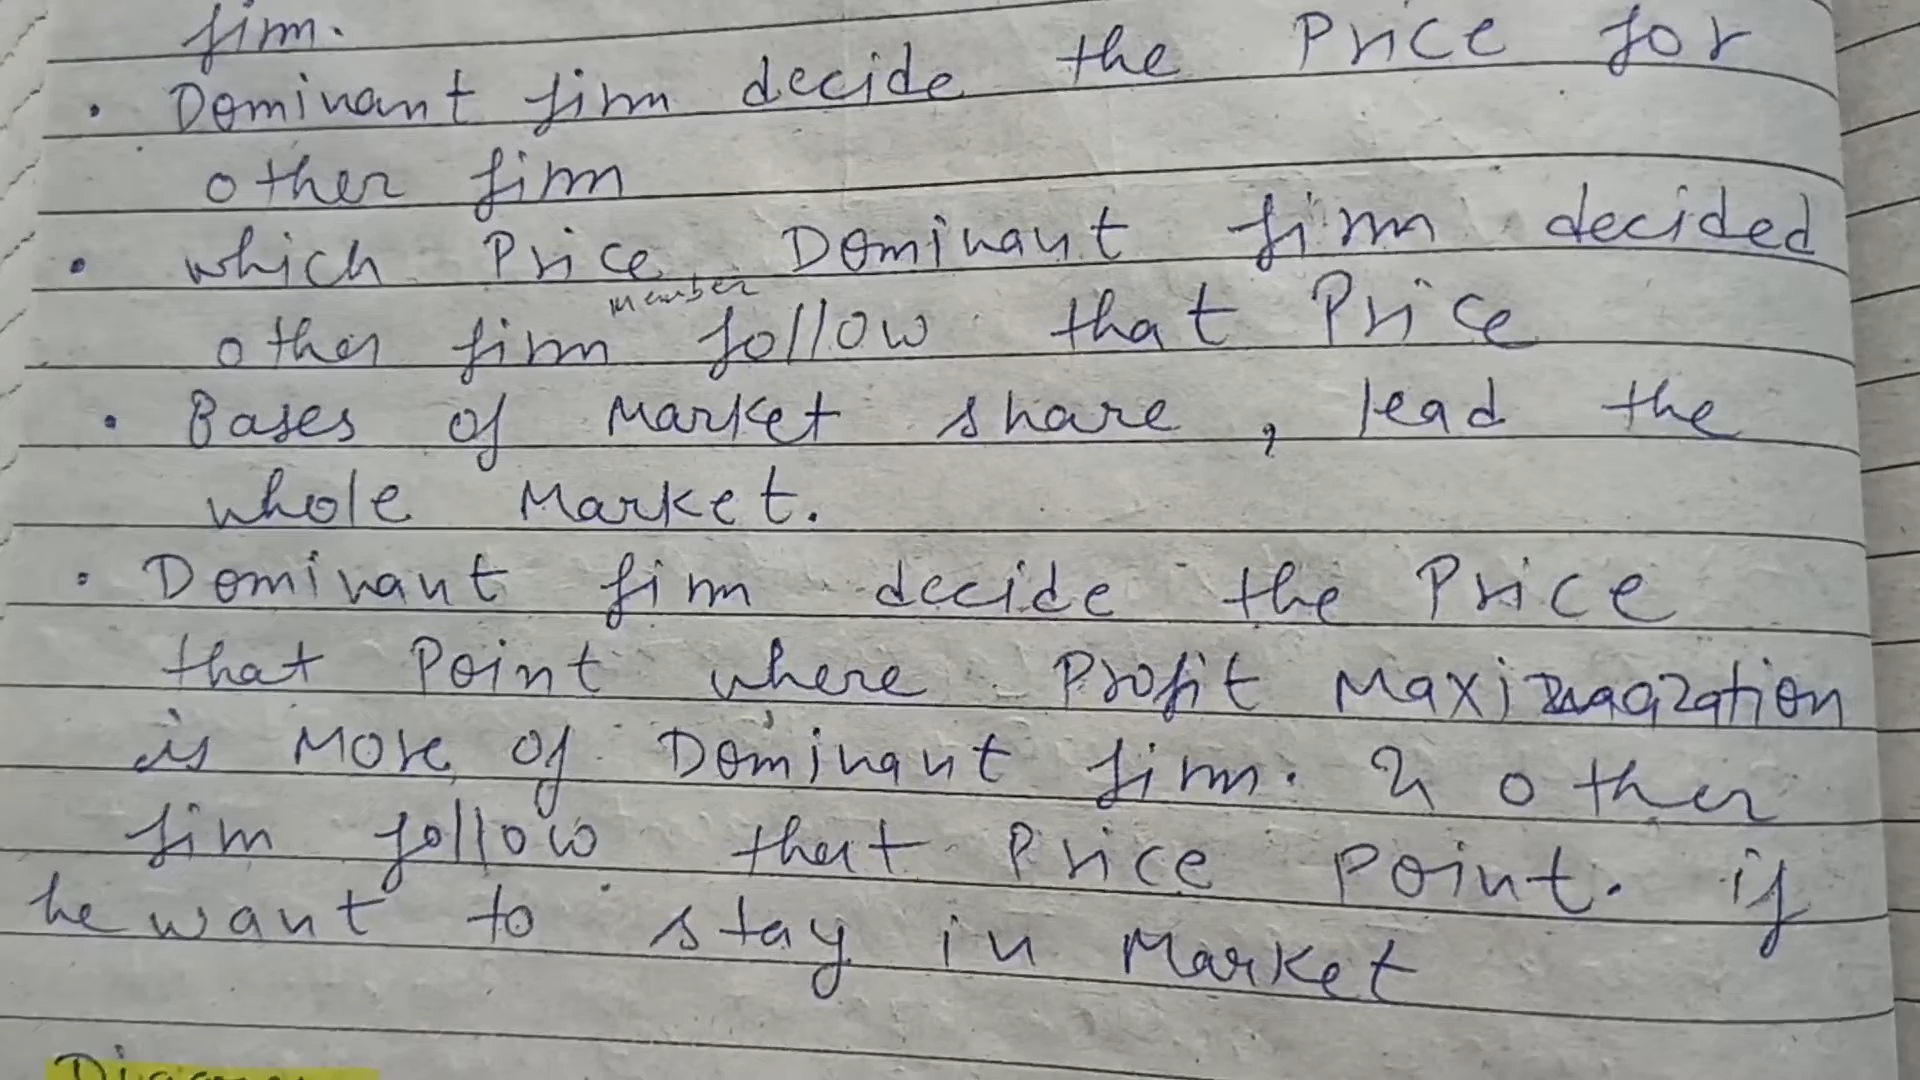 firm.
• Dominant firm decide the Price for
other firm
• which Price Dominant firm decided
member
other firm follow that Price
• Bases of Market share, lead the
whole Market.
• Dominant firm decide the Price
that Point where Profit
is More of Dominant firm. & other
firm follow that Price Point. if
he want to stay in Market